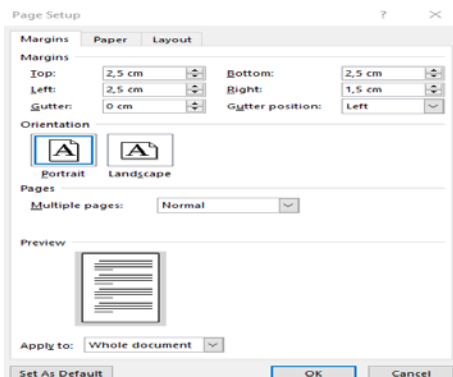 Page Setup ? ×
Margins Paper Layout
Margins
Top: 2,5 cm Bottom: 2,5 cm
Left: 2,5 cm Right: 1,5 cm
Gutter: 0 cm Gutter position: Left
Orientation
A A
Portrait Landscape
Pages
Multiple pages: Normal
Preview
Apply to: Whole document
Set As Default OK Cancel